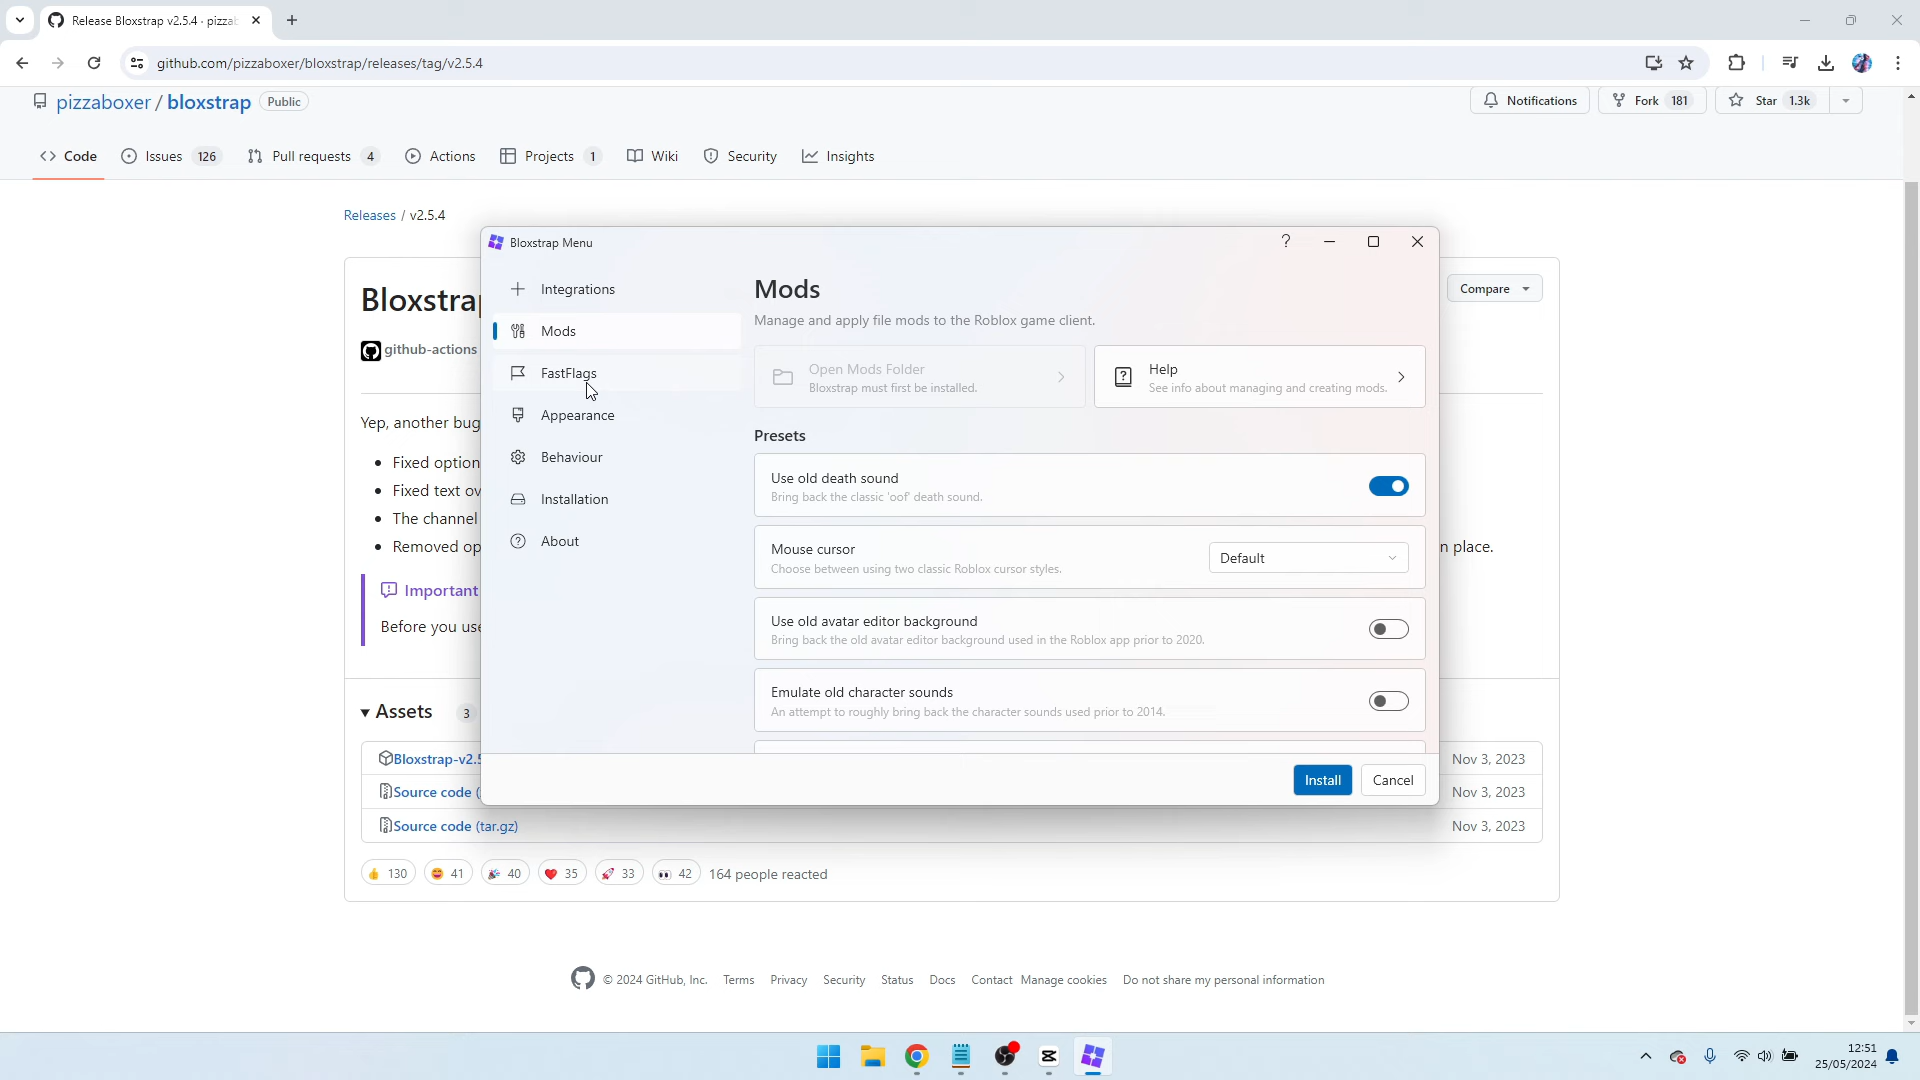 Release Bloxstrap v2.5.4 · pizzab
github.com/pizzaboxer/bloxstrap/releases/tag/v2.5.4
pizzaboxer / bloxstrap Public
Notifications
Fork 181
Star 1.3k
Code
Issues 126
Pull requests 4
Actions
Projects 1
Wiki
Security
Insights
Releases / v2.5.4
Compare
github-actions
Yep, another bug
Fixed option
The channel
n place.
Important
Before you use
Assets 3
Bloxstrap-v2.5
Nov 3, 2023
Source code (
Nov 3, 2023
Source code (tar.gz)
Nov 3, 2023
130
41
40
35
33
42
164 people reacted
© 2024 GitHub, Inc.
Terms
Privacy
Security
Status
Docs
Contact
Manage cookies
Do not share my personal information
Bloxstrap Menu
?
Integrations
Mods
FastFlags
Appearance
Behaviour
Installation
About
Mods
Manage and apply file mods to the Roblox game client.
Open Mods Folder
Bloxstrap must first be installed.
Help
See info about managing and creating mods.
Presets
Use old death sound
Bring back the classic 'oof' death sound.
Mouse cursor
Choose between using two classic Roblox cursor styles.
Default
Use old avatar editor background
Bring back the old avatar editor background used in the Roblox app prior to 2020.
Emulate old character sounds
An attempt to roughly bring back the character sounds used prior to 2014.
Install
Cancel
12:51
25/05/2024